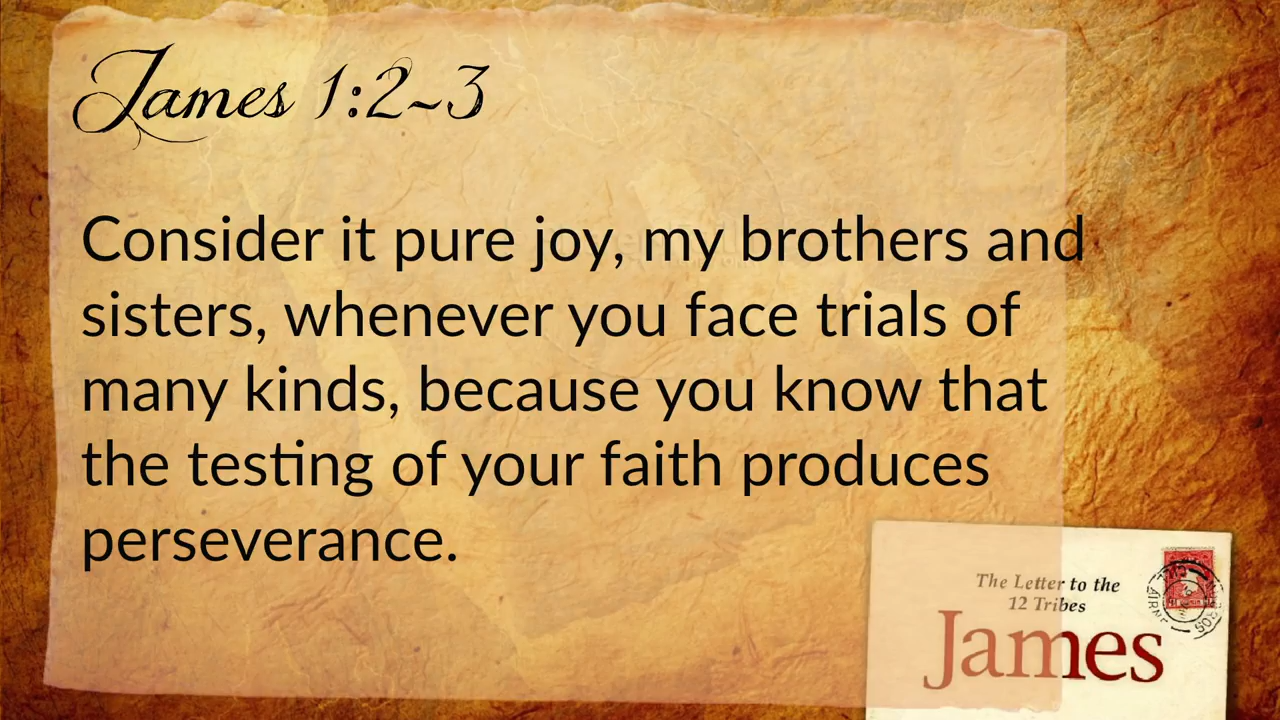 James 1:2~3
Consider it pure joy, my brothers and
sisters, whenever you face trials of
many kinds, because you know that
the testing of your faith produces
perseverance.
The Letter to the
12 Tribes
James